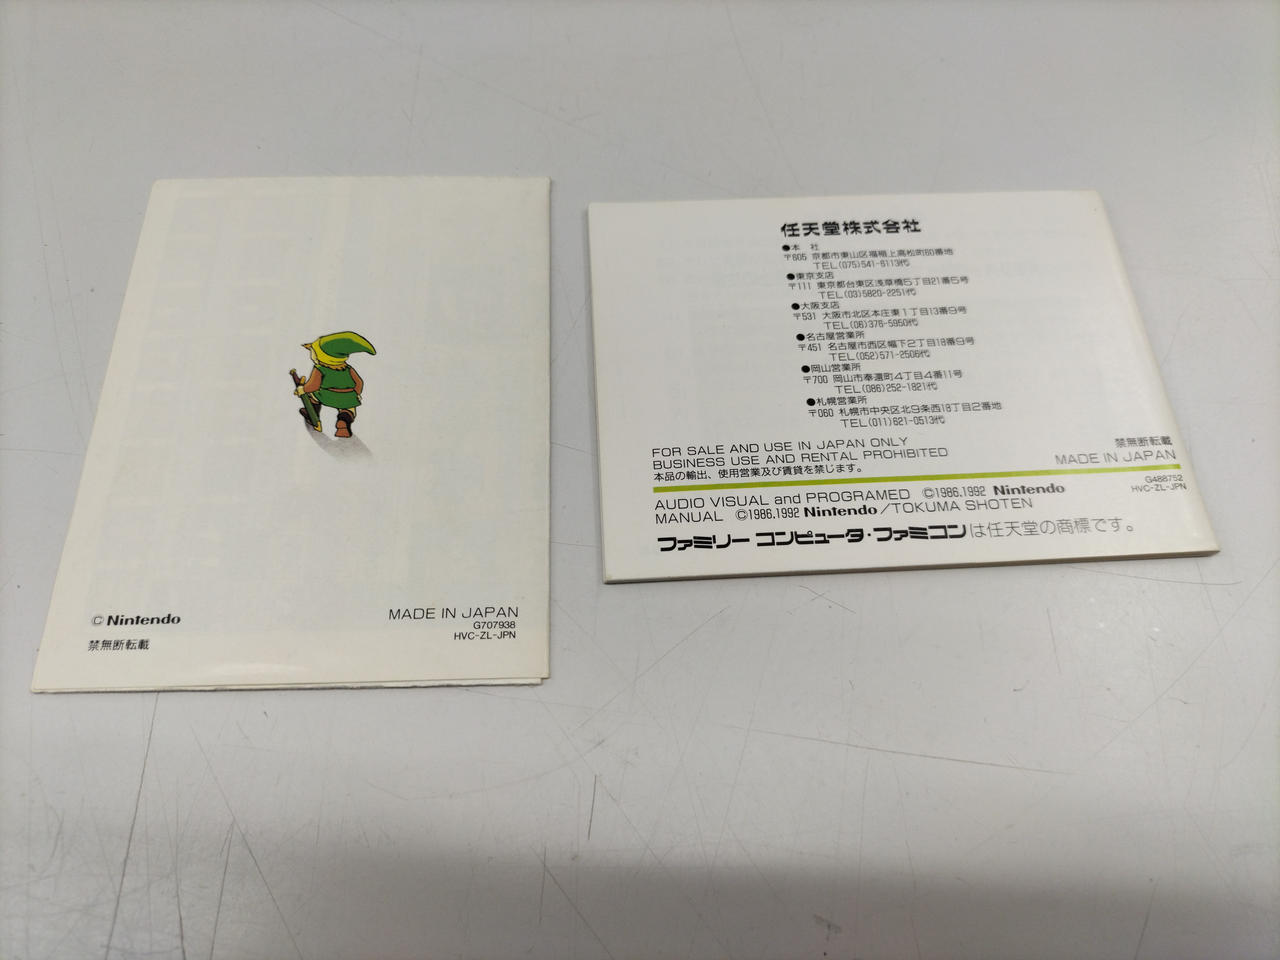 © Nintendo
禁無断転載
MADE IN JAPAN
G707938
HVC-ZL-JPN
任天堂株式会社
●本 社
〒605 京都市東山区福稲上高松町60番地
TEL(075)541-6113代
●東京支店
〒111 東京都台東区浅草橋5丁目21番5号
TEL(03)5820-2251代
●大阪支店
〒531 大阪市北区本庄東1丁目13番9号
TEL(06)376-5950代
●名古屋営業所
〒451 名古屋市西区幅下2丁目18番9号
TEL(052)571-2506代
●岡山営業所
〒700 岡山市奉還町4丁目4番11号
TEL(086)252-1821代
●札幌営業所
〒060 札幌市中央区北9条西18丁目2番地
TEL(011)621-0513代
FOR SALE AND USE IN JAPAN ONLY
BUSINESS USE AND RENTAL PROHIBITED
本品の輸出、使用営業及び賃貸を禁じます。
禁無断転載
MADE IN JAPAN
G488752
HVC-ZL-JPN
AUDIO VISUAL and PROGRAMED ©1986,1992 Nintendo
MANUAL ©1986,1992 Nintendo/TOKUMA SHOTEN
ファミリーコンピュータ・ファミコンは任天堂の商標です。